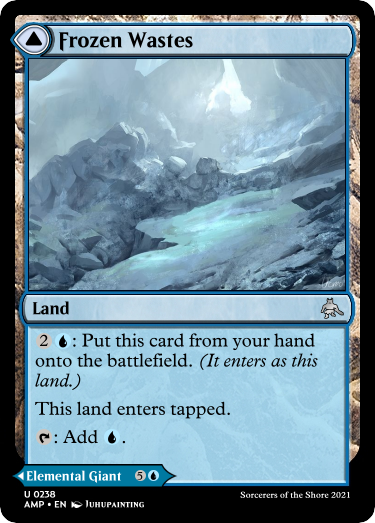 Frozen Wastes
Land
2 : Put this card from your hand
onto the battlefield. (It enters as this
land.)
This land enters tapped.
: Add .
Elemental Giant 5
U 0238
AMP • EN JUHUPAINTING
Sorcerers of the Shore 2021